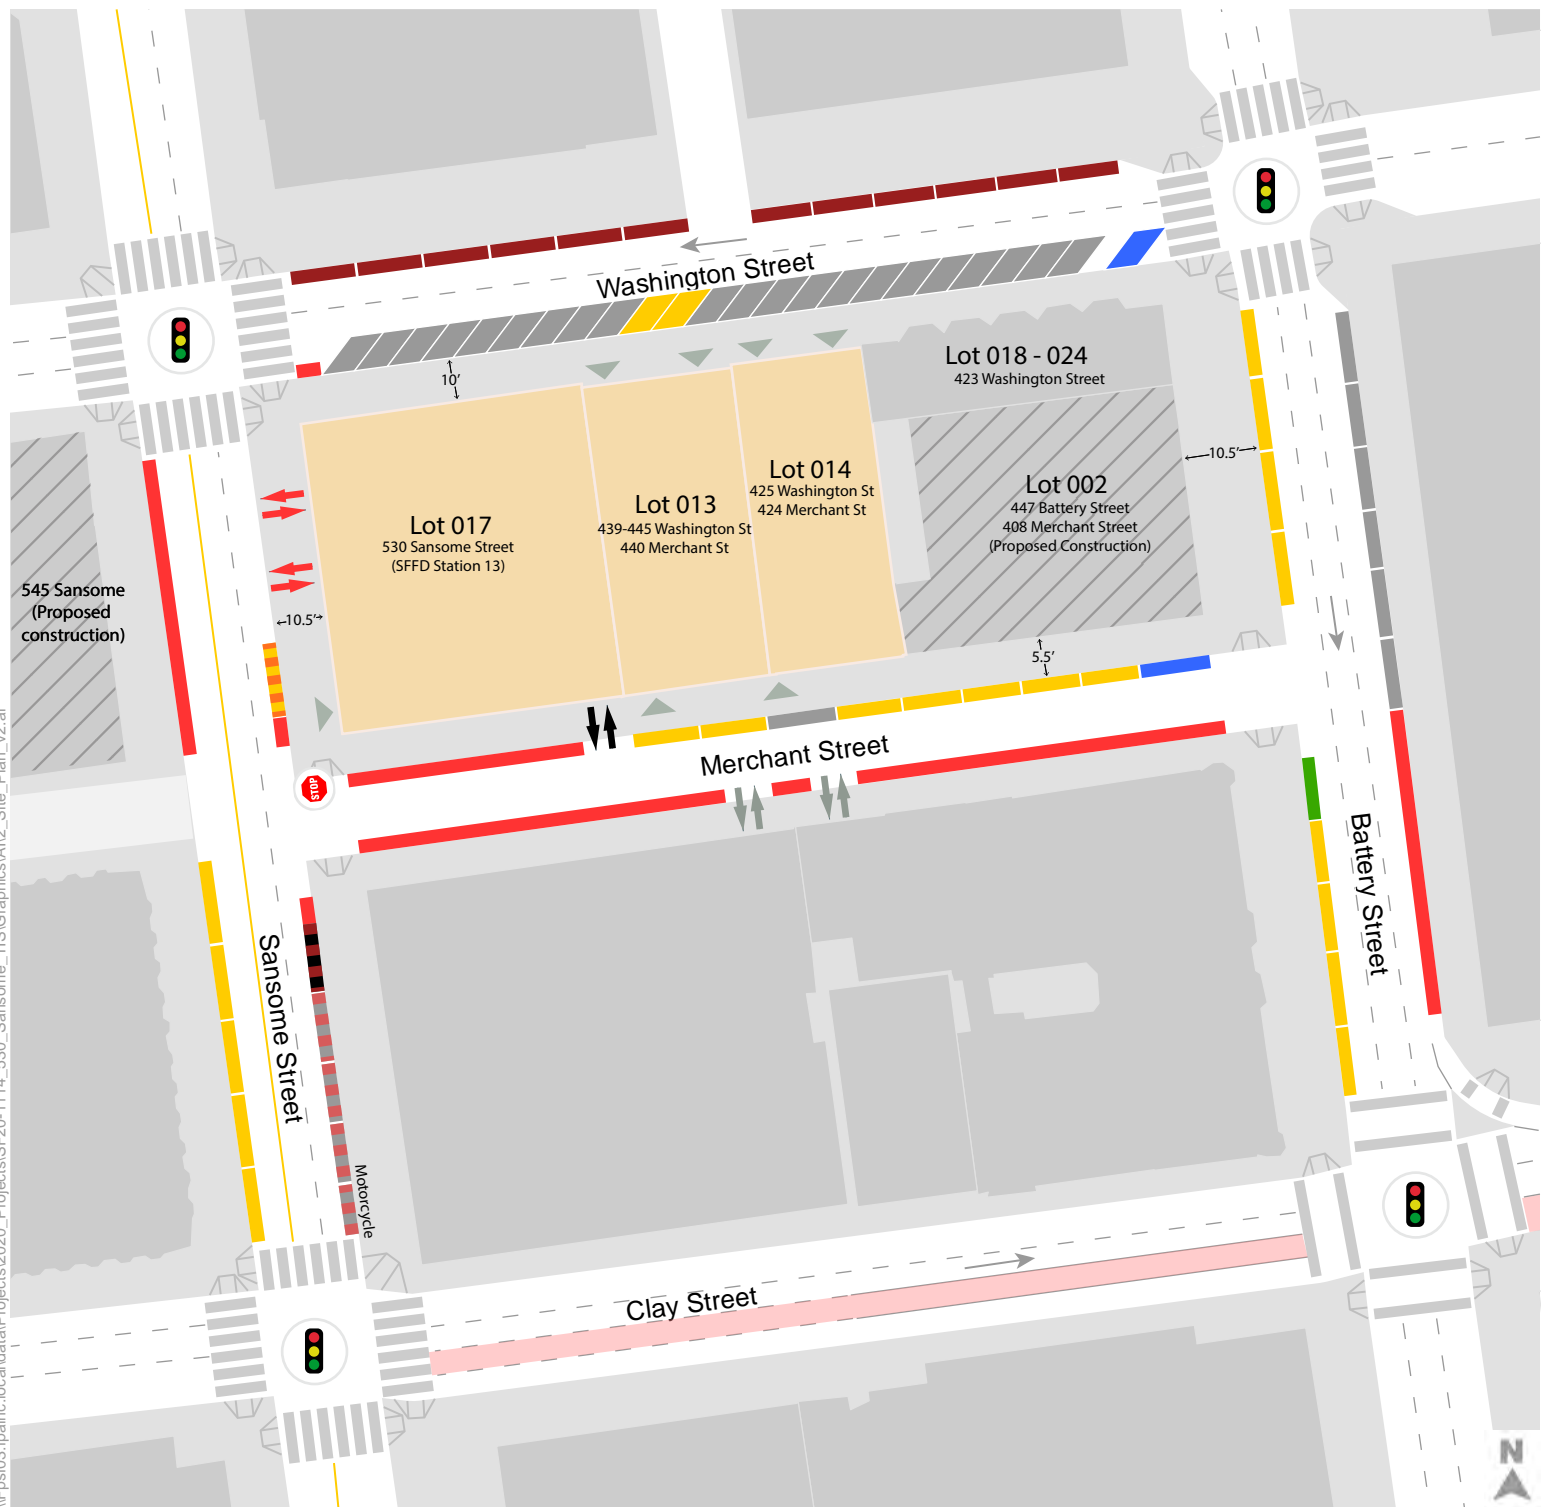 Washington Street
10'
Lot 018 - 024
423 Washington Street
10.5'
Lot 014
425 Washington St
424 Merchant St
Lot 013
439-445 Washington St
440 Merchant St
Lot 017
530 Sansome Street
(SFFD Station 13)
Lot 002
447 Battery Street
408 Merchant Street
(Proposed Construction)
545 Sansome
(Proposed
construction)
10.5'
5.5'
Merchant Street
STOP
Battery Street
Sansome Street
Motorcycle
Clay Street
N